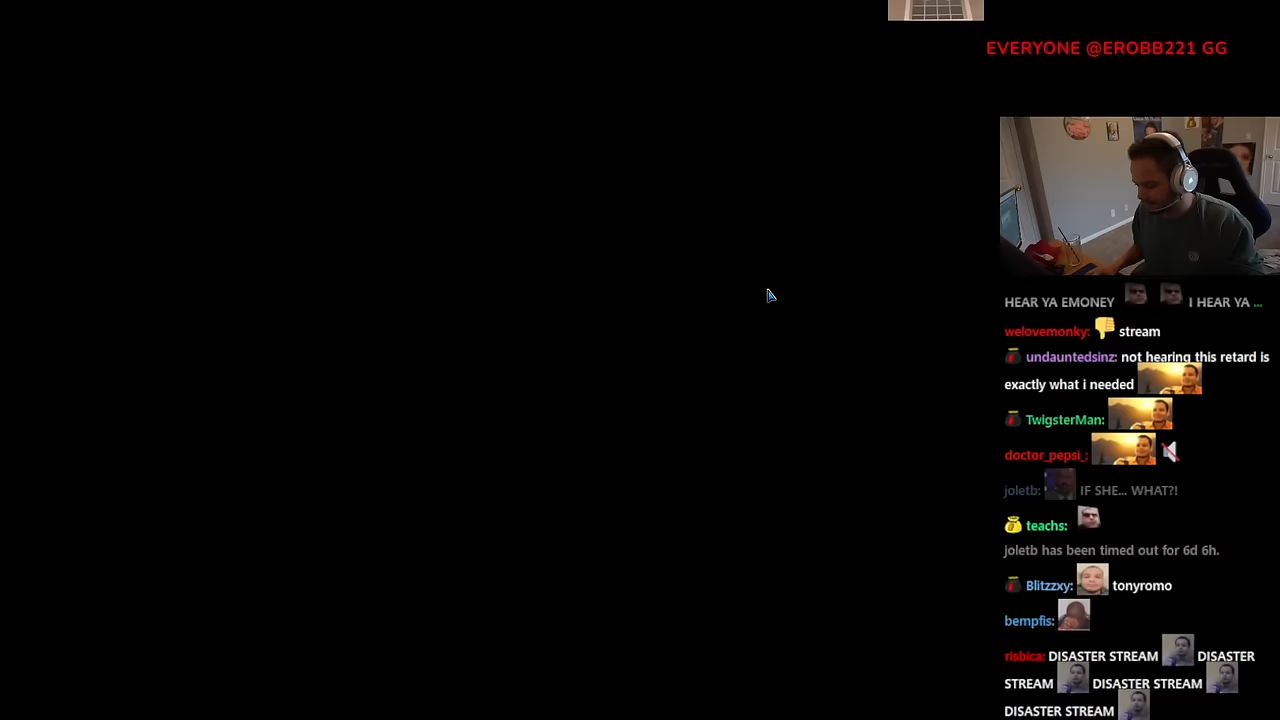 EVERYONE @EROBB221 GG
HEAR YA EMONEY I HEAR YA ...
welovemonky: stream
undauntedsinz: not hearing this retard is
exactly what i needed
TwigsterMan:
doctor_pepsi_:
joletb: IF SHE... WHAT?!
teachs:
joletb has been timed out for 6d 6h.
Blitzzxy: tonyromo
bempfis:
risbica: DISASTER STREAM DISASTER
STREAM DISASTER STREAM
DISASTER STREAM